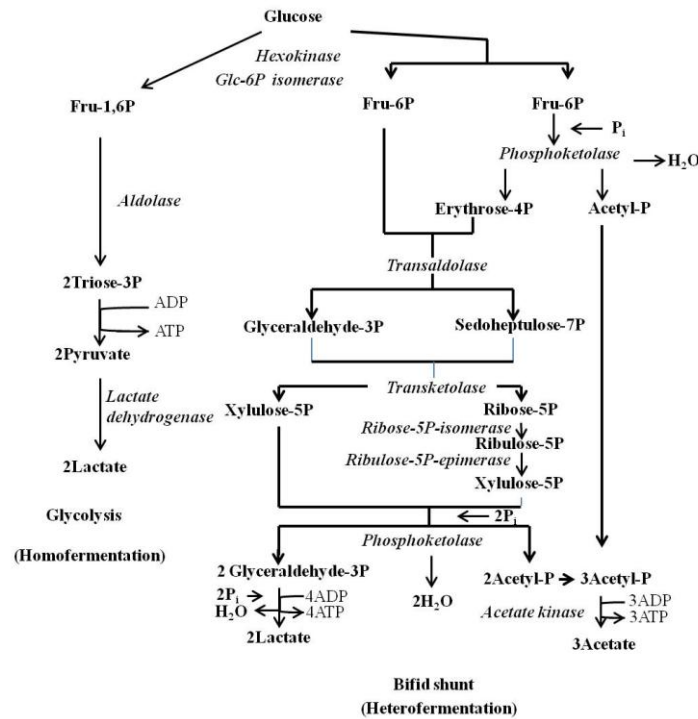 Glucose
Hexokinase
Glc-6P isomerase
Fru-1,6P
Fru-6P
Fru-6P
Pi
Phosphoketolase
H2O
Aldolase
Erythrose-4P
Acetyl-P
Transaldolase
2Triose-3P
ADP
ATP
Glyceraldehyde-3P
Sedoheptulose-7P
2Pyruvate
Transketolase
Lactate
dehydrogenase
Xylulose-5P
Ribose-5P
Ribose-5P-isomerase
Ribulose-5P
Ribulose-5P-epimerase
2Lactate
Xylulose-5P
Glycolysis
(Homofermentation)
2Pi
Phosphoketolase
2 Glyceraldehyde-3P
2H2O
2Acetyl-P
3Acetyl-P
2Pi
4ADP
H2O
4ATP
Acetate kinase
3ADP
3ATP
2Lactate
3Acetate
Bifid shunt
(Heterofermentation)